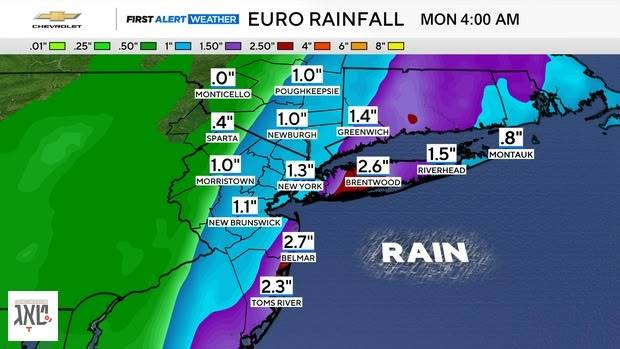 CHEVROLET
FIRST ALERT WEATHER
EURO RAINFALL MON 4:00 AM
.01" .25" .50" 1" 1.50" 2.50" 4" 6" 8"
.0"
MONTICELLO
1.0"
POUGHKEEPSIE
.4"
SPARTA
1.0"
NEWBURGH
1.4"
GREENWICH
.8"
MONTAUK
1.0"
MORRISTOWN
1.3"
NEW YORK
2.6"
BRENTWOOD
1.5"
RIVERHEAD
1.1"
NEW BRUNSWICK
2.7"
BELMAR
RAIN
2.3"
TOMS RIVER
טאג